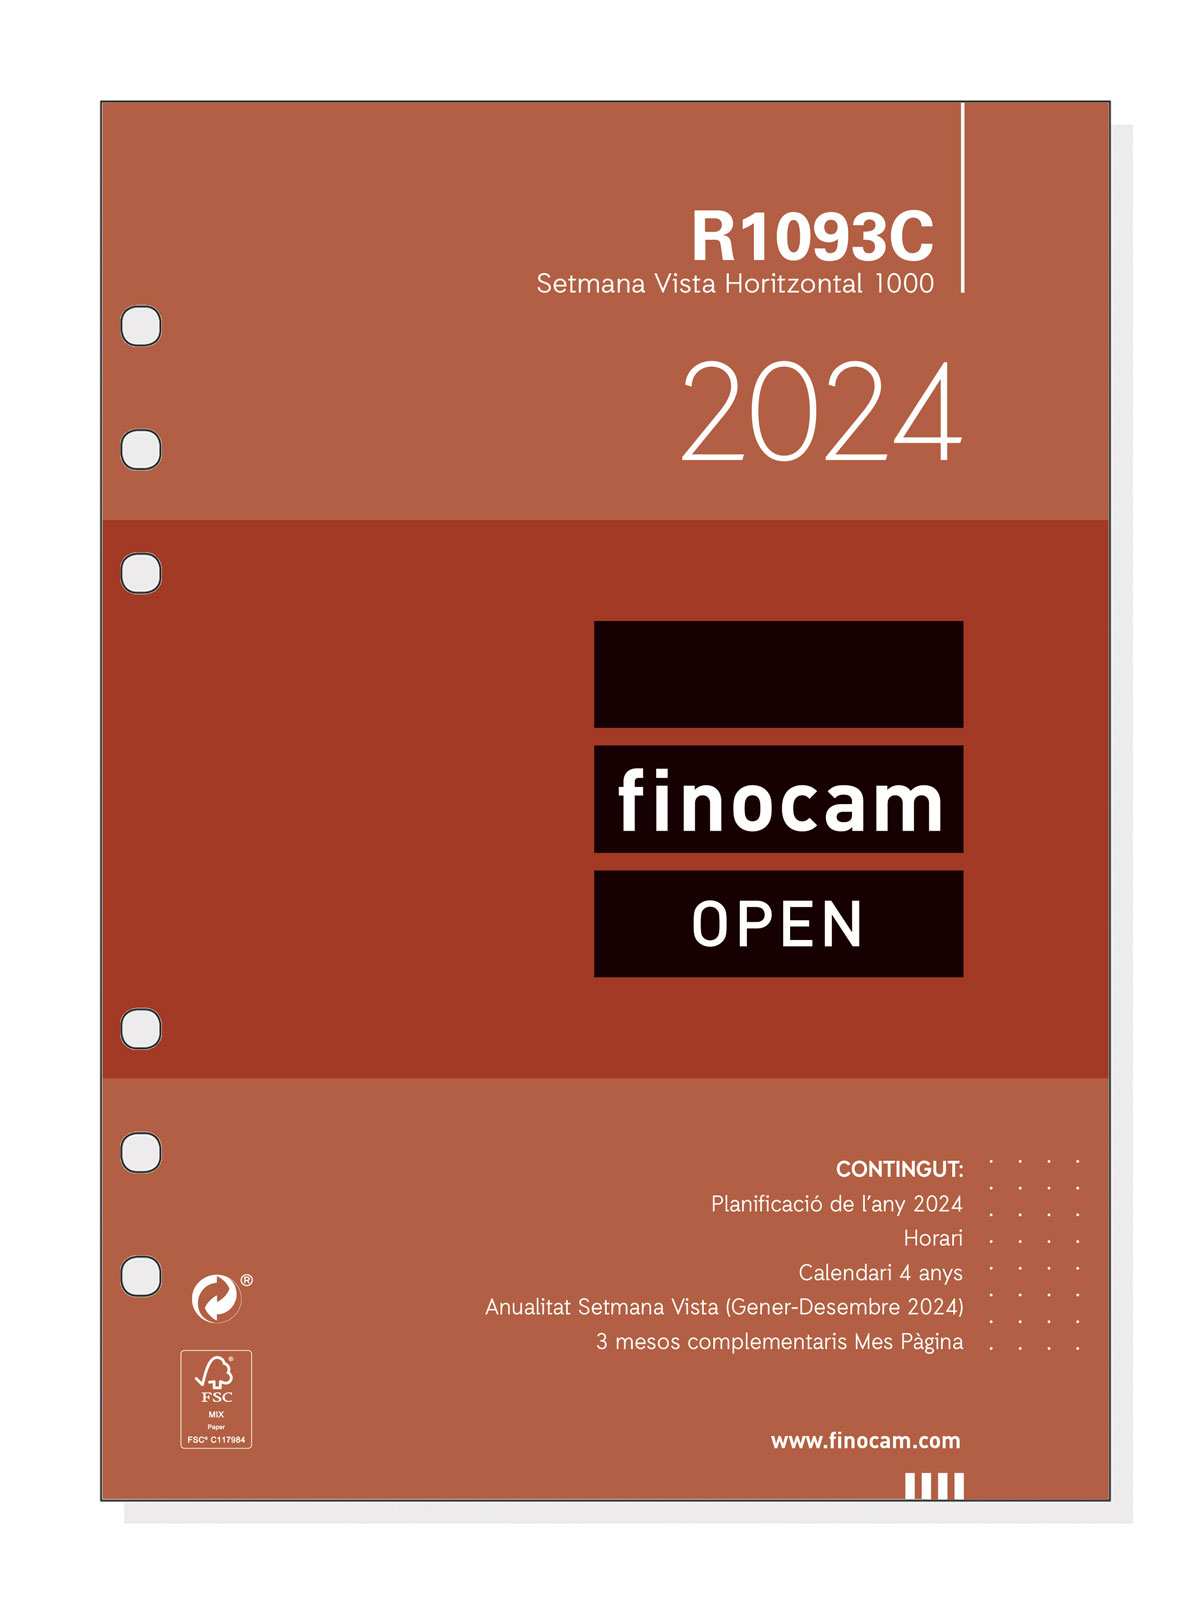 R1093C
Setmana Vista Horitzontal 1000
2024
finocam
OPEN
CONTINGUT:
Planificació de l'any 2024
Horari
Calendari 4 anys
Anualitat Setmana Vista (Gener-Desembre 2024)
3 mesos complementaris Mes Pàgina
®
®
FSC
MIX
Paper
FSC® C117984
www.finocam.com